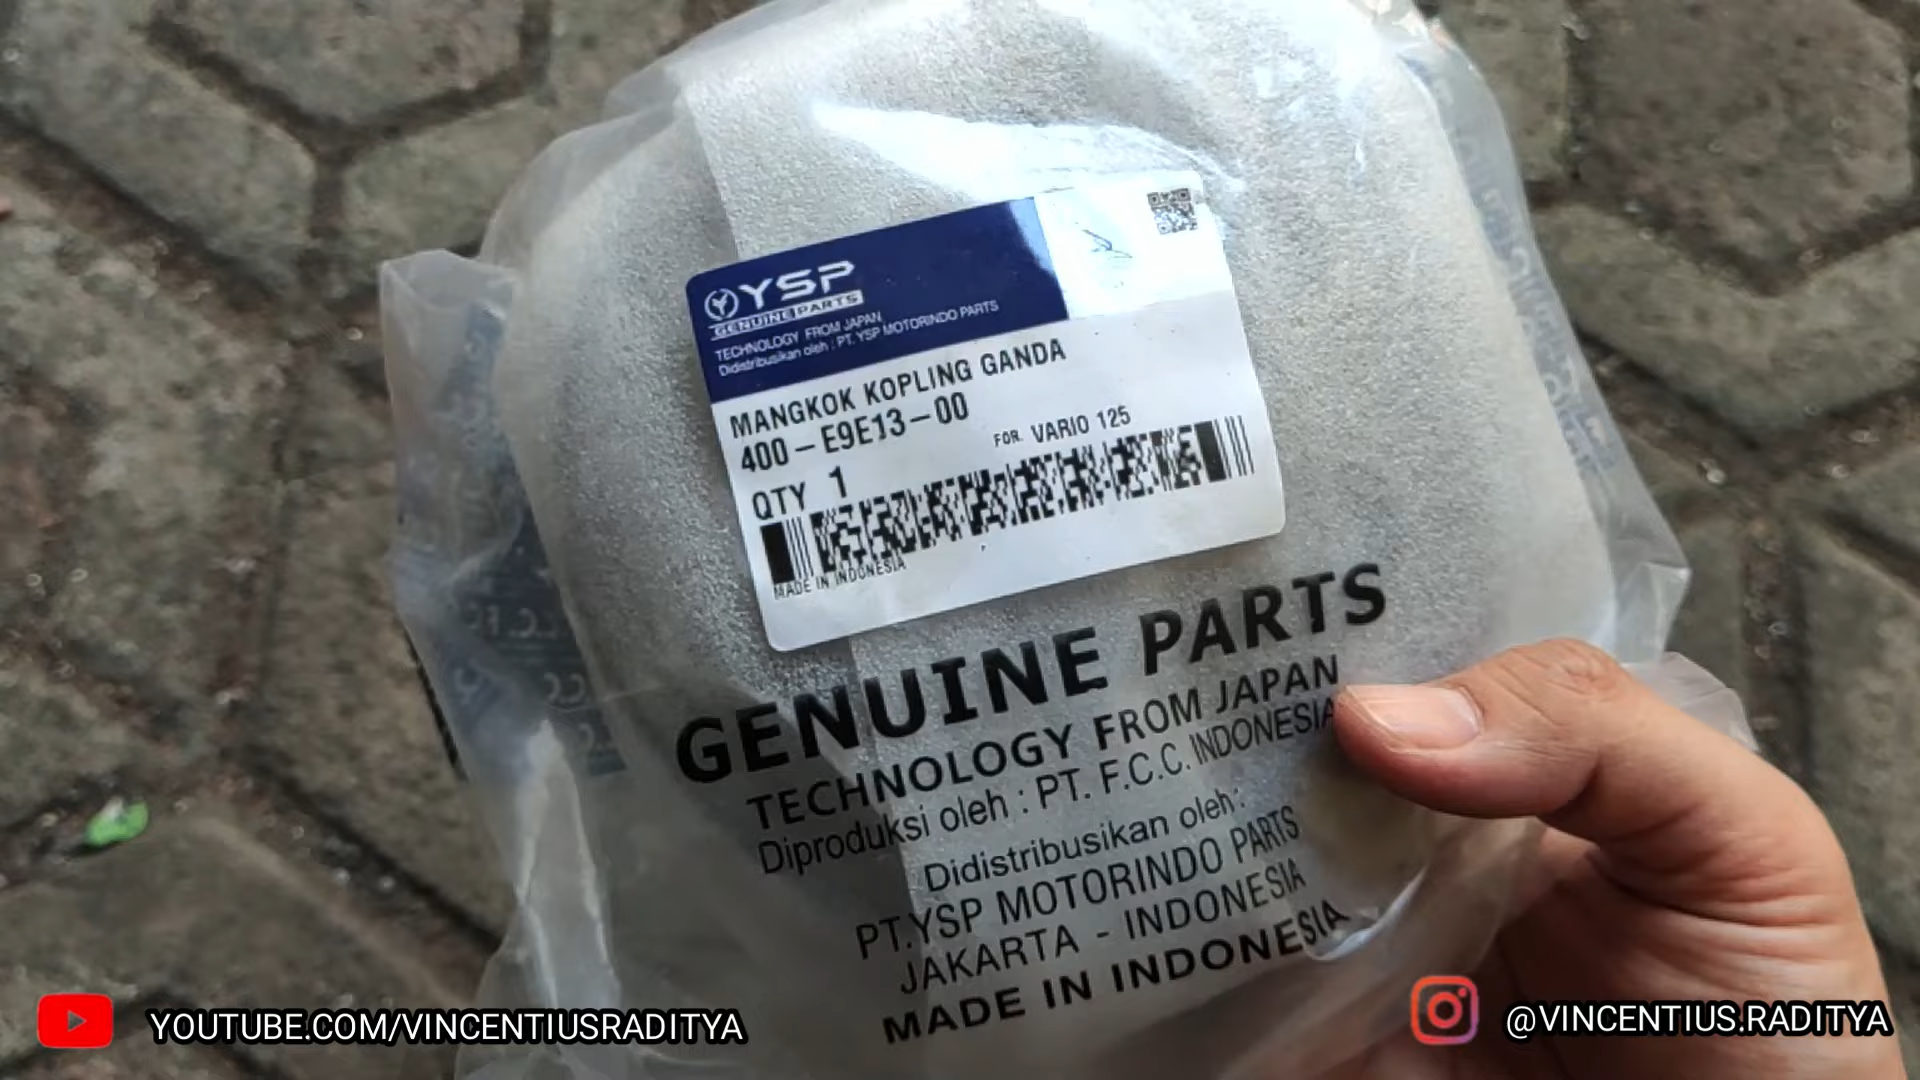 YSP
GENUINE PARTS
TECHNOLOGY FROM JAPAN
Didistribusikan oleh : PT. YSP MOTORINDO PARTS
MANGKOK KOPLING GANDA
400-E9E13-00
FOR. VARIO 125
QTY 1
MADE IN INDONESIA
GENUINE PARTS
TECHNOLOGY FROM JAPAN
Diproduksi oleh : PT. F.C.C. INDONESIA
Didistribusikan oleh:
PT.YSP MOTORINDO PARTS
JAKARTA - INDONESIA
MADE IN INDONESIA
YOUTUBE.COM/VINCENTIUSRADITYA
@VINCENTIUS.RADITYA